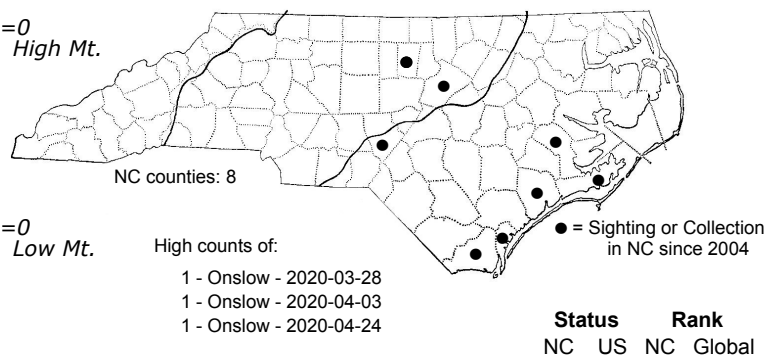 =0
High Mt.
NC counties: 8
=0
Low Mt.
High counts of:
1 - Onslow - 2020-03-28
1 - Onslow - 2020-04-03
1 - Onslow - 2020-04-24
● = Sighting or Collection
in NC since 2004
Status Rank
NC US NC Global